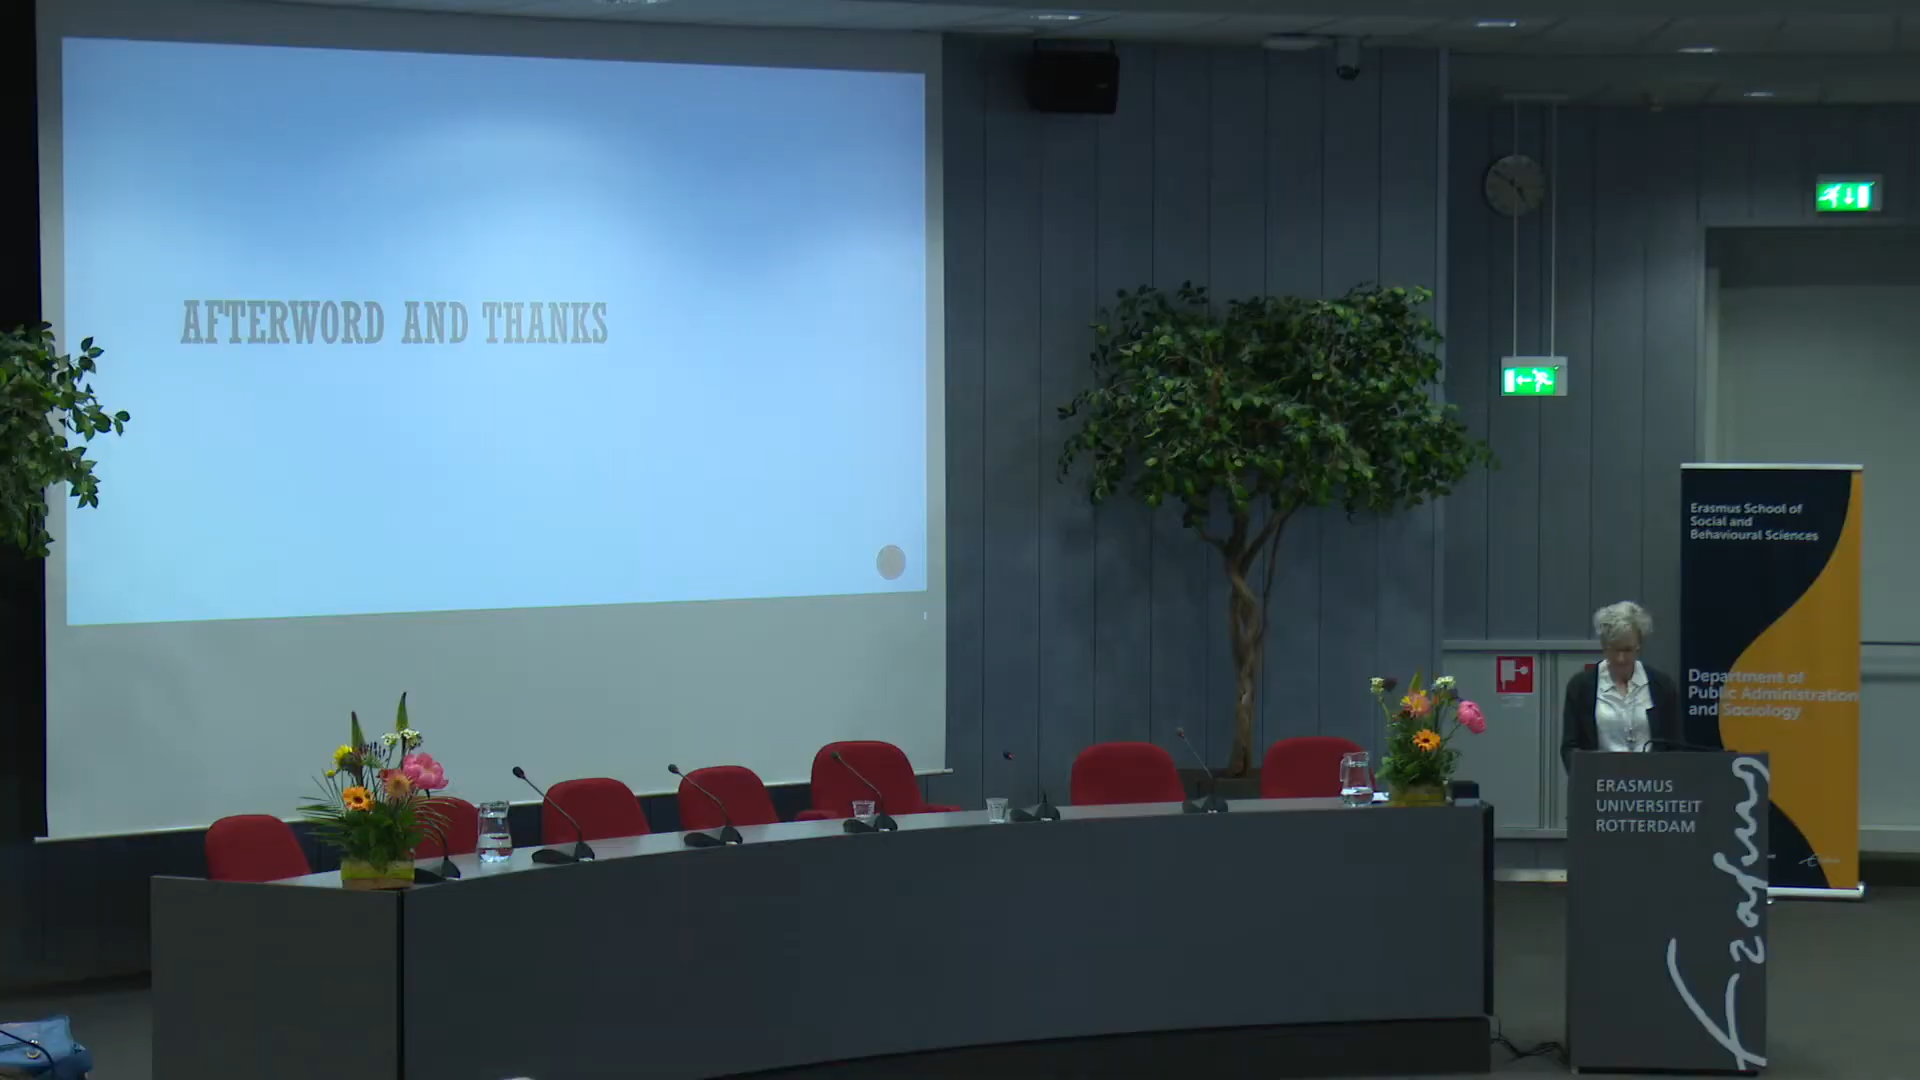 AFTERWORD AND THANKS
Erasmus School of
Social and
Behavioural Sciences
Department of
Public Administration
and Sociology
ERASMUS
UNIVERSITEIT
ROTTERDAM
Erasmus